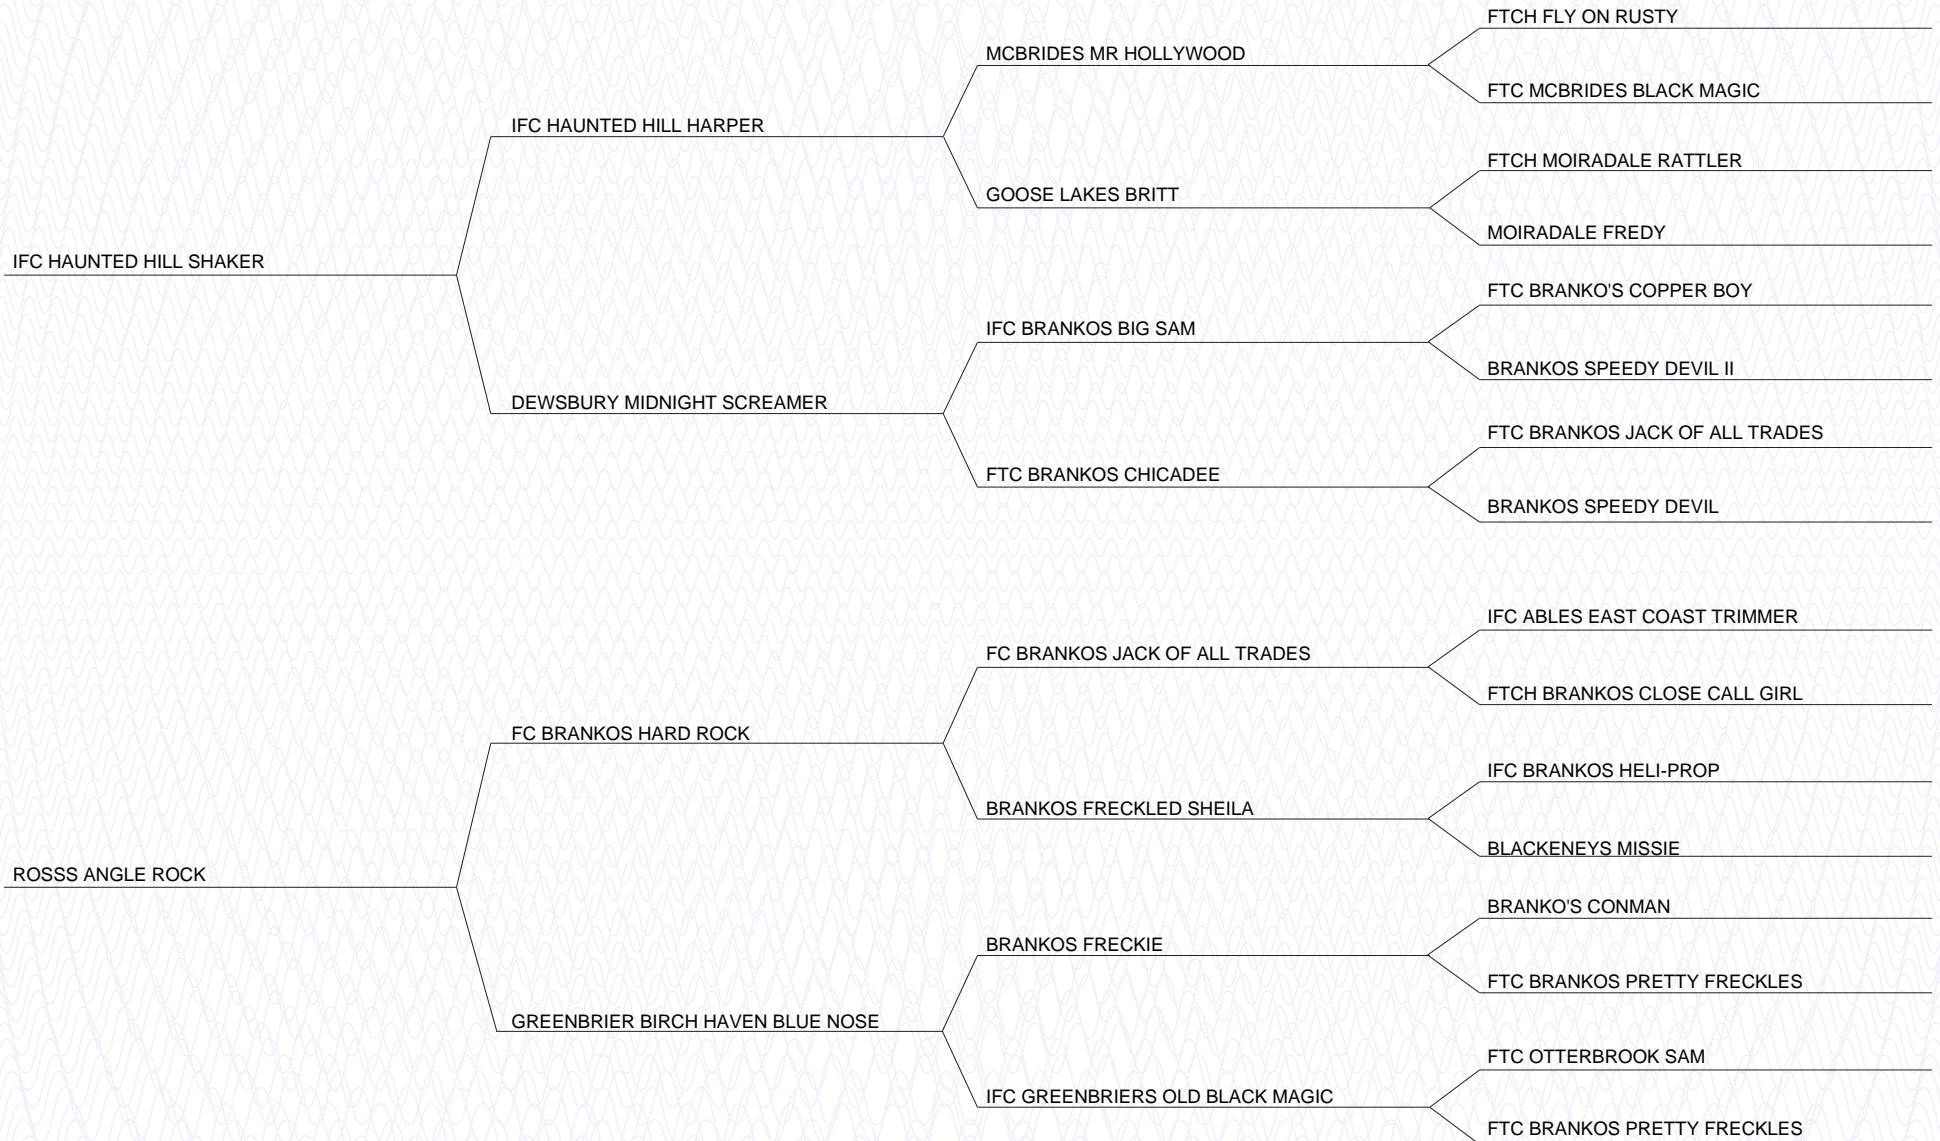 FTCH FLY ON RUSTY
MCBRIDES MR HOLLYWOOD
FTC MCBRIDES BLACK MAGIC
IFC HAUNTED HILL HARPER
FTCH MOIRADALE RATTLER
GOOSE LAKES BRITT
MOIRADALE FREDY
IFC HAUNTED HILL SHAKER
FTC BRANKO'S COPPER BOY
IFC BRANKOS BIG SAM
BRANKOS SPEEDY DEVIL II
DEWSBURY MIDNIGHT SCREAMER
FTC BRANKOS JACK OF ALL TRADES
FTC BRANKOS CHICADEE
BRANKOS SPEEDY DEVIL
IFC ABLES EAST COAST TRIMMER
FC BRANKOS JACK OF ALL TRADES
FTCH BRANKOS CLOSE CALL GIRL
FC BRANKOS HARD ROCK
IFC BRANKOS HELI-PROP
BRANKOS FRECKLED SHEILA
BLACKENEYS MISSIE
ROSSS ANGLE ROCK
BRANKO'S CONMAN
BRANKOS FRECKIE
FTC BRANKOS PRETTY FRECKLES
GREENBRIER BIRCH HAVEN BLUE NOSE
FTC OTTERBROOK SAM
IFC GREENBRIERS OLD BLACK MAGIC
FTC BRANKOS PRETTY FRECKLES